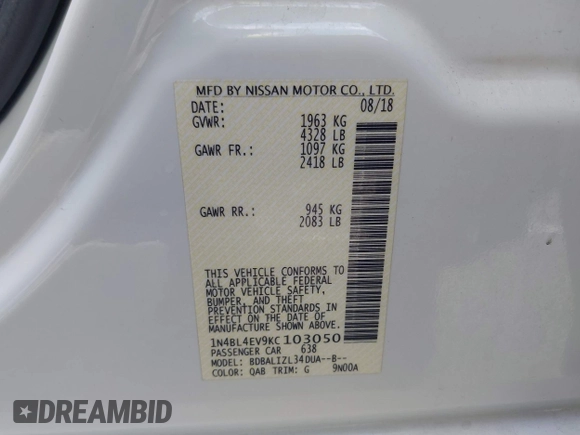 MFD BY NISSAN MOTOR CO., LTD.
DATE: 08/18
GVWR: 1963 KG
4328 LB
GAWR FR.: 1097 KG
2418 LB
GAWR RR.: 945 KG
2083 LB
THIS VEHICLE CONFORMS TO
ALL APPLICABLE FEDERAL
MOTOR VEHICLE SAFETY,
BUMPER, AND THEFT
PREVENTION STANDARDS IN
EFFECT ON THE DATE OF
MANUFACTURE SHOWN ABOVE.
1N4BL4EV9KC103050
PASSENGER CAR 638
MODEL: BDBALIZL34DUA--B--
COLOR: QAB TRIM: G 9N00A
BIDAMBID